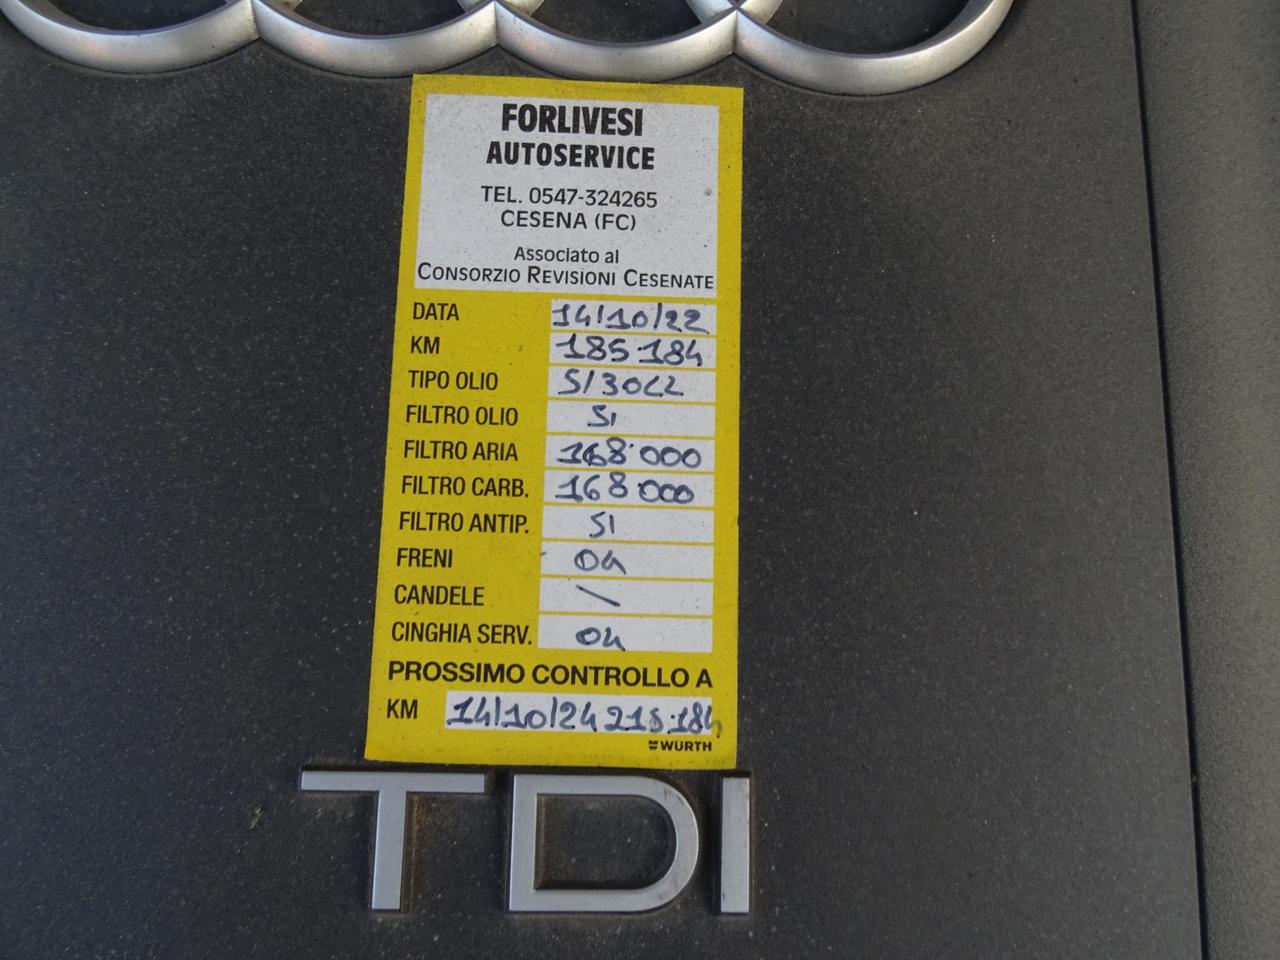 FORLIVESI
AUTOSERVICE
TEL. 0547-324265
CESENA (FC)
Associato al
CONSORZIO REVISIONI CESENATE
DATA 14/10/22
KM 185.184
TIPO OLIO 5/30LL
FILTRO OLIO SI
FILTRO ARIA 168.000
FILTRO CARB. 168.000
FILTRO ANTIP. SI
FRENI OK
CANDELE \
CINGHIA SERV. OK
PROSSIMO CONTROLLO A
KM 14/10/24 215.184
WÜRTH
TDI